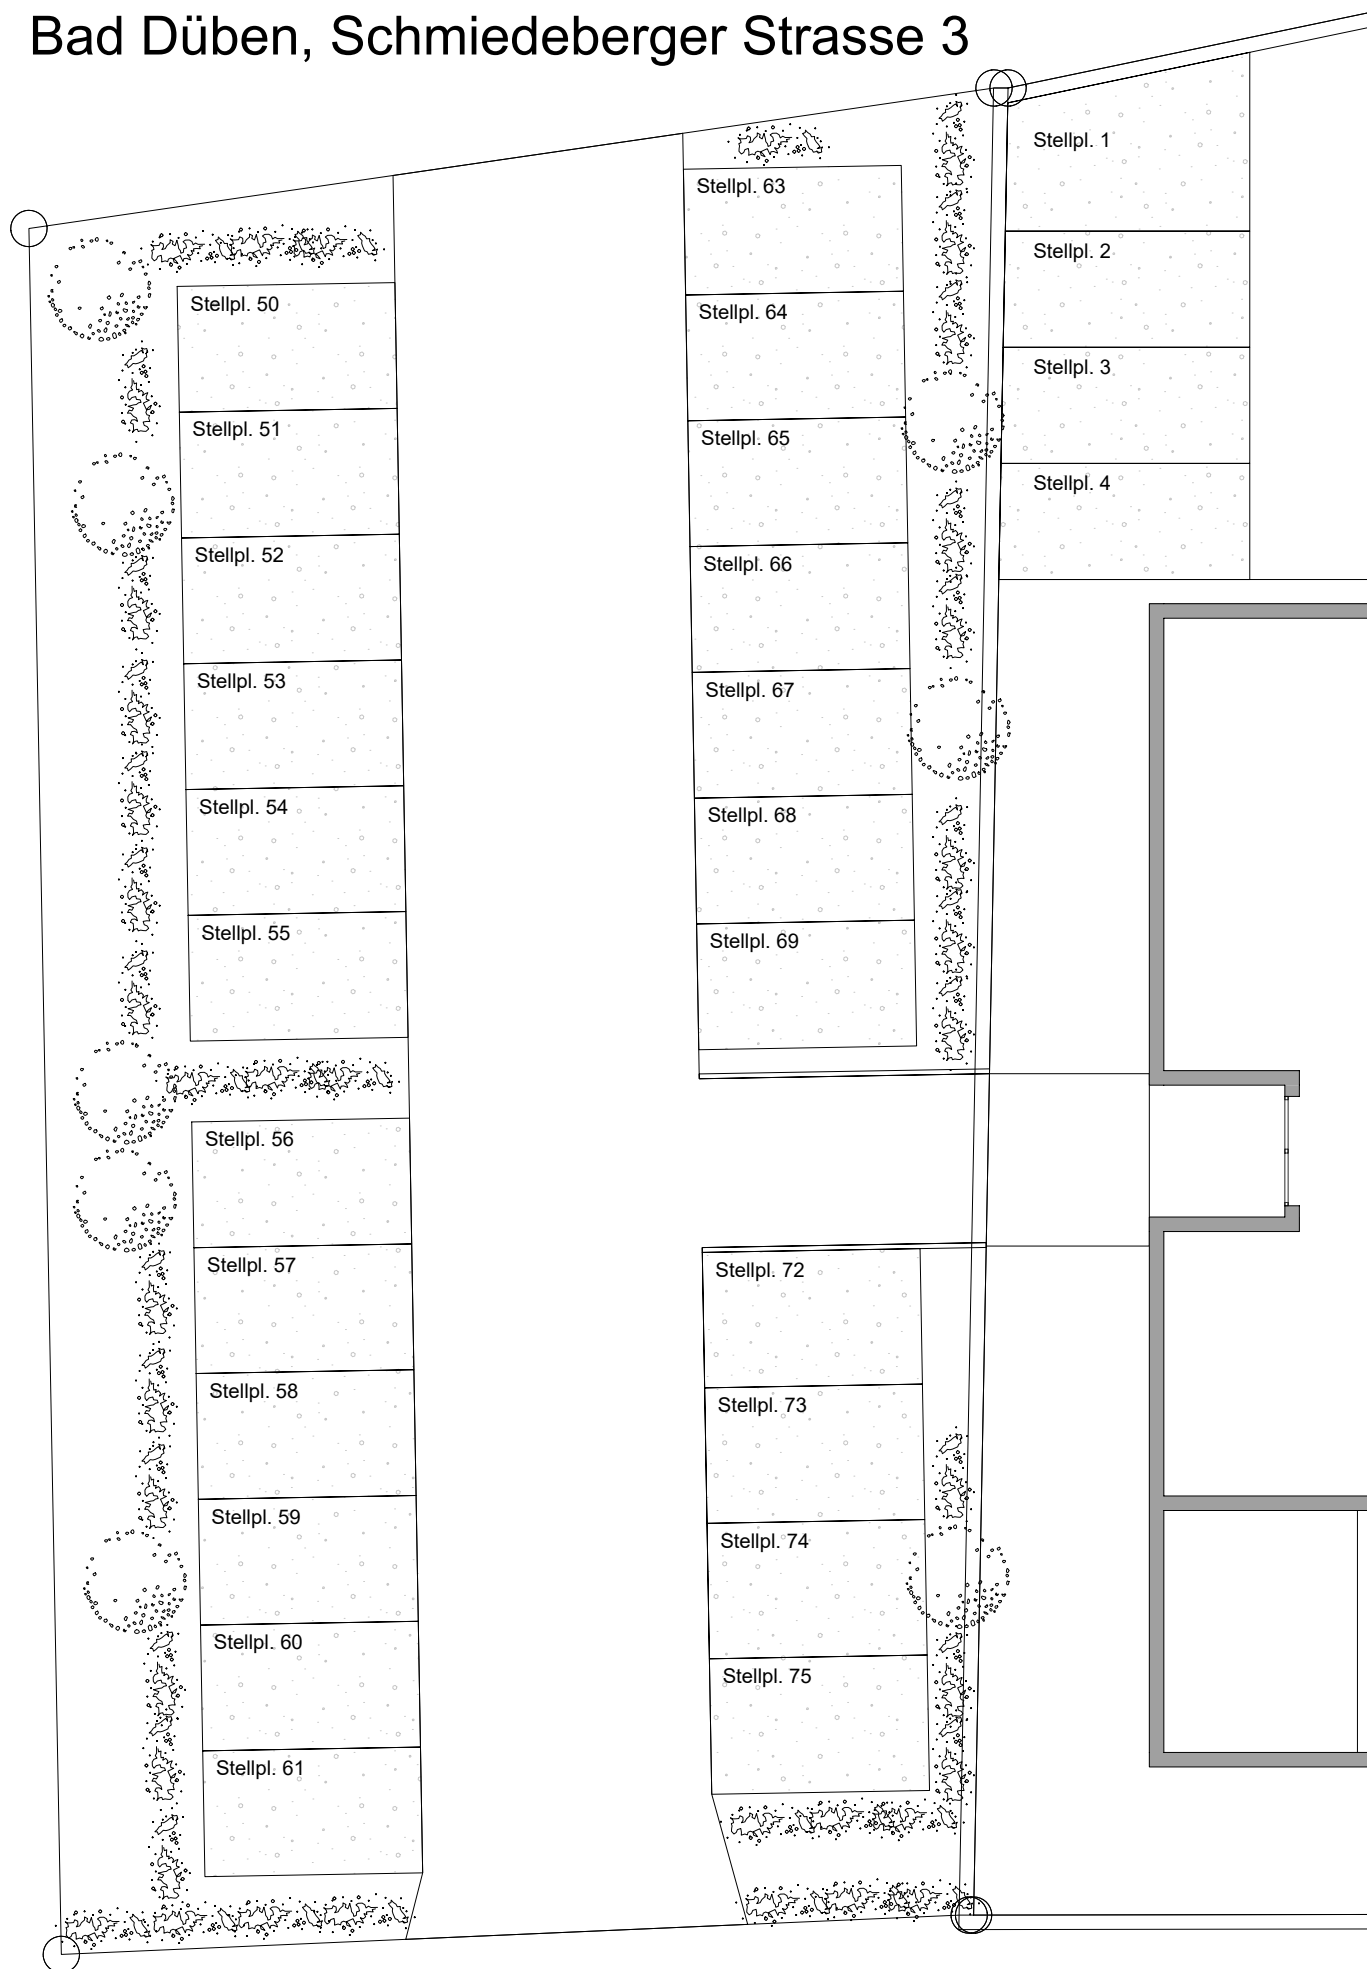 Bad Düben, Schmiedeberger Strasse 3
Stellpl. 50
Stellpl. 51
Stellpl. 52
Stellpl. 53
Stellpl. 54
Stellpl. 55
Stellpl. 56
Stellpl. 57
Stellpl. 58
Stellpl. 59
Stellpl. 60
Stellpl. 61
Stellpl. 63
Stellpl. 64
Stellpl. 65
Stellpl. 66
Stellpl. 67
Stellpl. 68
Stellpl. 69
Stellpl. 72
Stellpl. 73
Stellpl. 74
Stellpl. 75
Stellpl. 1
Stellpl. 2
Stellpl. 3
Stellpl. 4